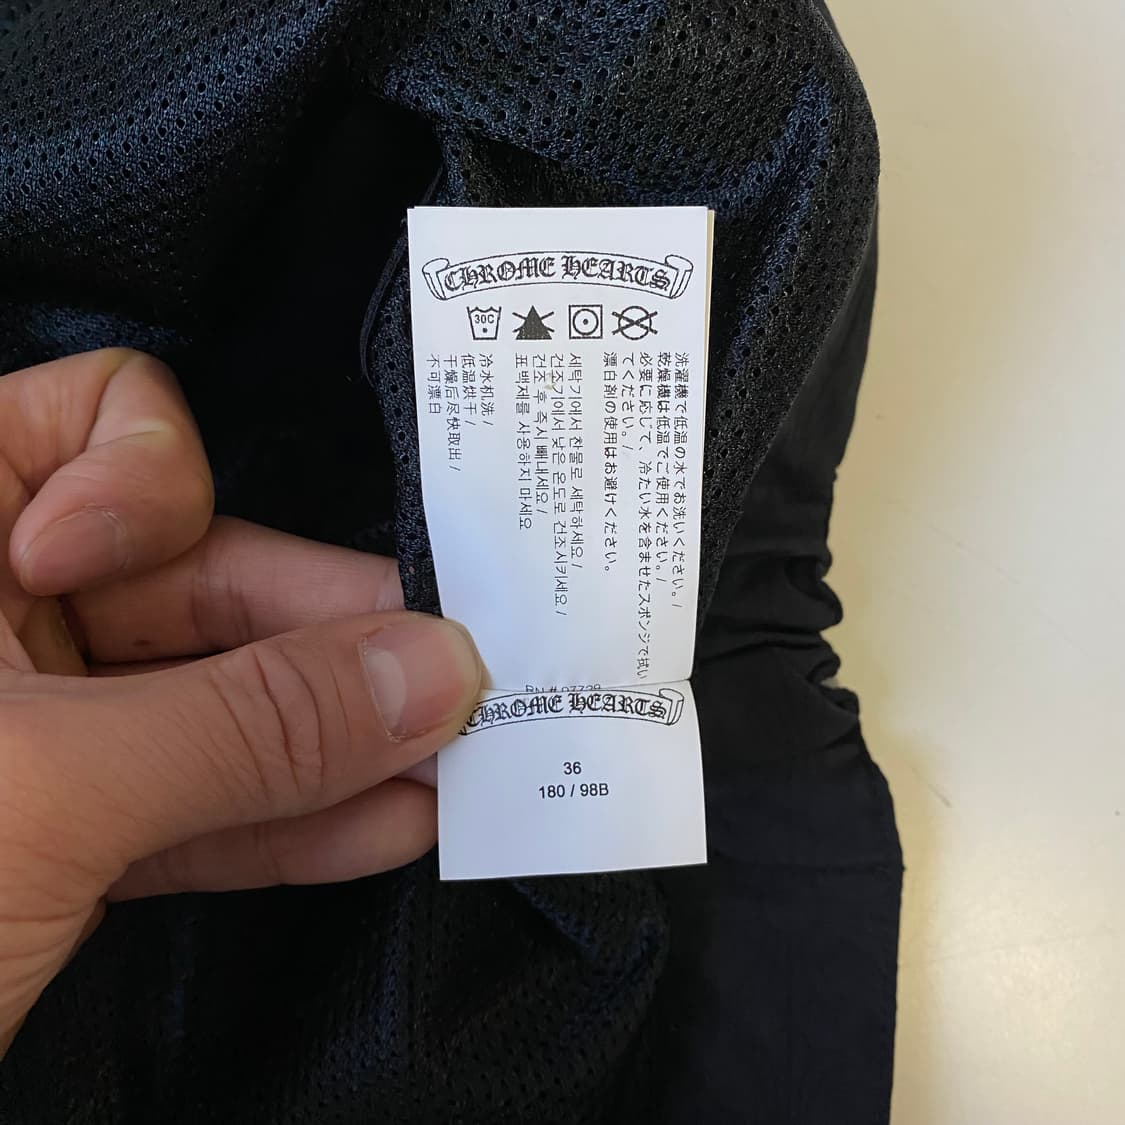 CHROME HEARTS
30C
洗濯機で低温の水でお洗いください。/
乾燥機は低温でご使用ください。/
必要に応じて、冷たい水を含ませたスポンジで拭い
てください。/
漂白剤の使用はお避けください。
세탁기에서 찬물로 세탁하세요/
건조기에서 낮은 온도로 건조시키세요/
건조 후 즉시 빼내세요/
표백제를 사용하지 마세요
冷水机洗/
低温烘干/
干燥后尽快取出/
不可漂白
RN #
CHROME HEARTS
36
180 / 98B